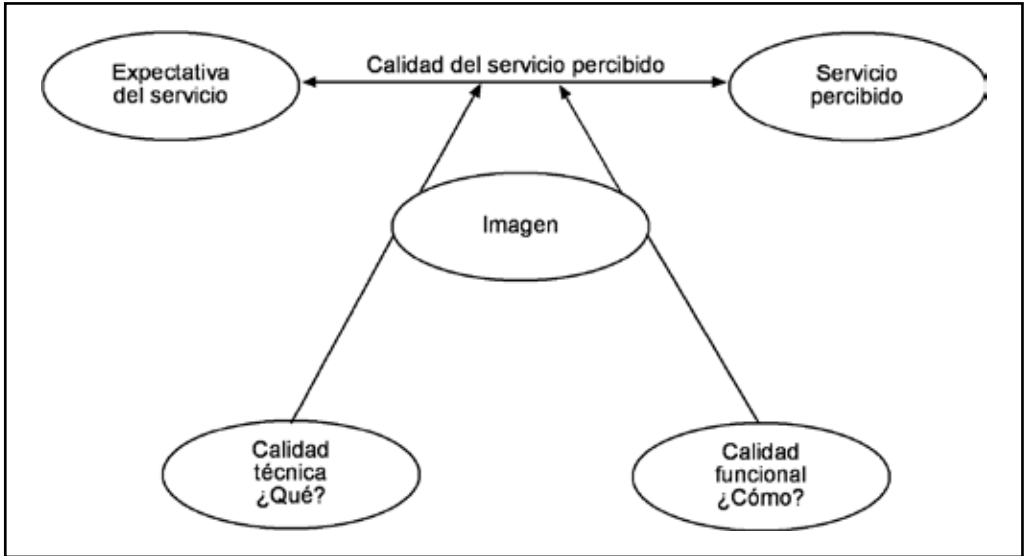 Expectativa
del servicio
Calidad del servicio percibido
Servicio
percibido
Imagen
Calidad
técnica
¿Qué?
Calidad
funcional
¿Cómo?